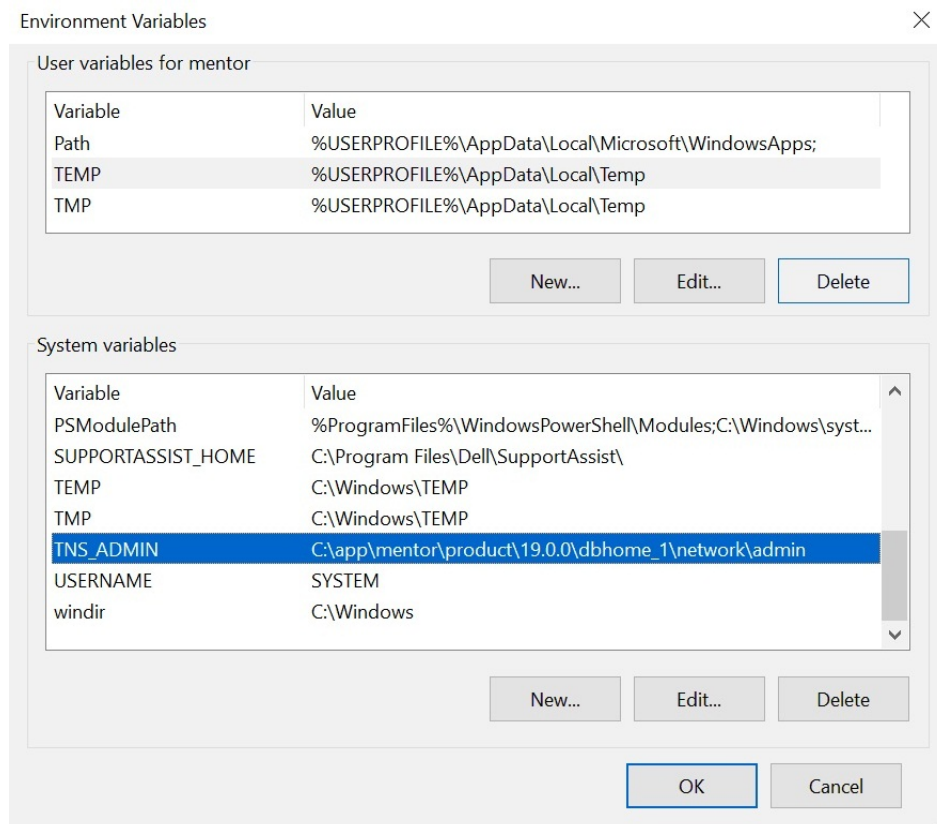 Environment Variables
User variables for mentor
Variable Value
Path %USERPROFILE%\AppData\Local\Microsoft\WindowsApps;
TEMP %USERPROFILE%\AppData\Local\Temp
TMP %USERPROFILE%\AppData\Local\Temp
New... Edit... Delete
System variables
Variable Value
PSModulePath %ProgramFiles%\WindowsPowerShell\Modules;C:\Windows\syst...
SUPPORTASSIST_HOME C:\Program Files\Dell\SupportAssist\
TEMP C:\Windows\TEMP
TMP C:\Windows\TEMP
TNS_ADMIN C:\app\mentor\product\19.0.0\dbhome_1\network\admin
USERNAME SYSTEM
windir C:\Windows
New... Edit... Delete
OK Cancel